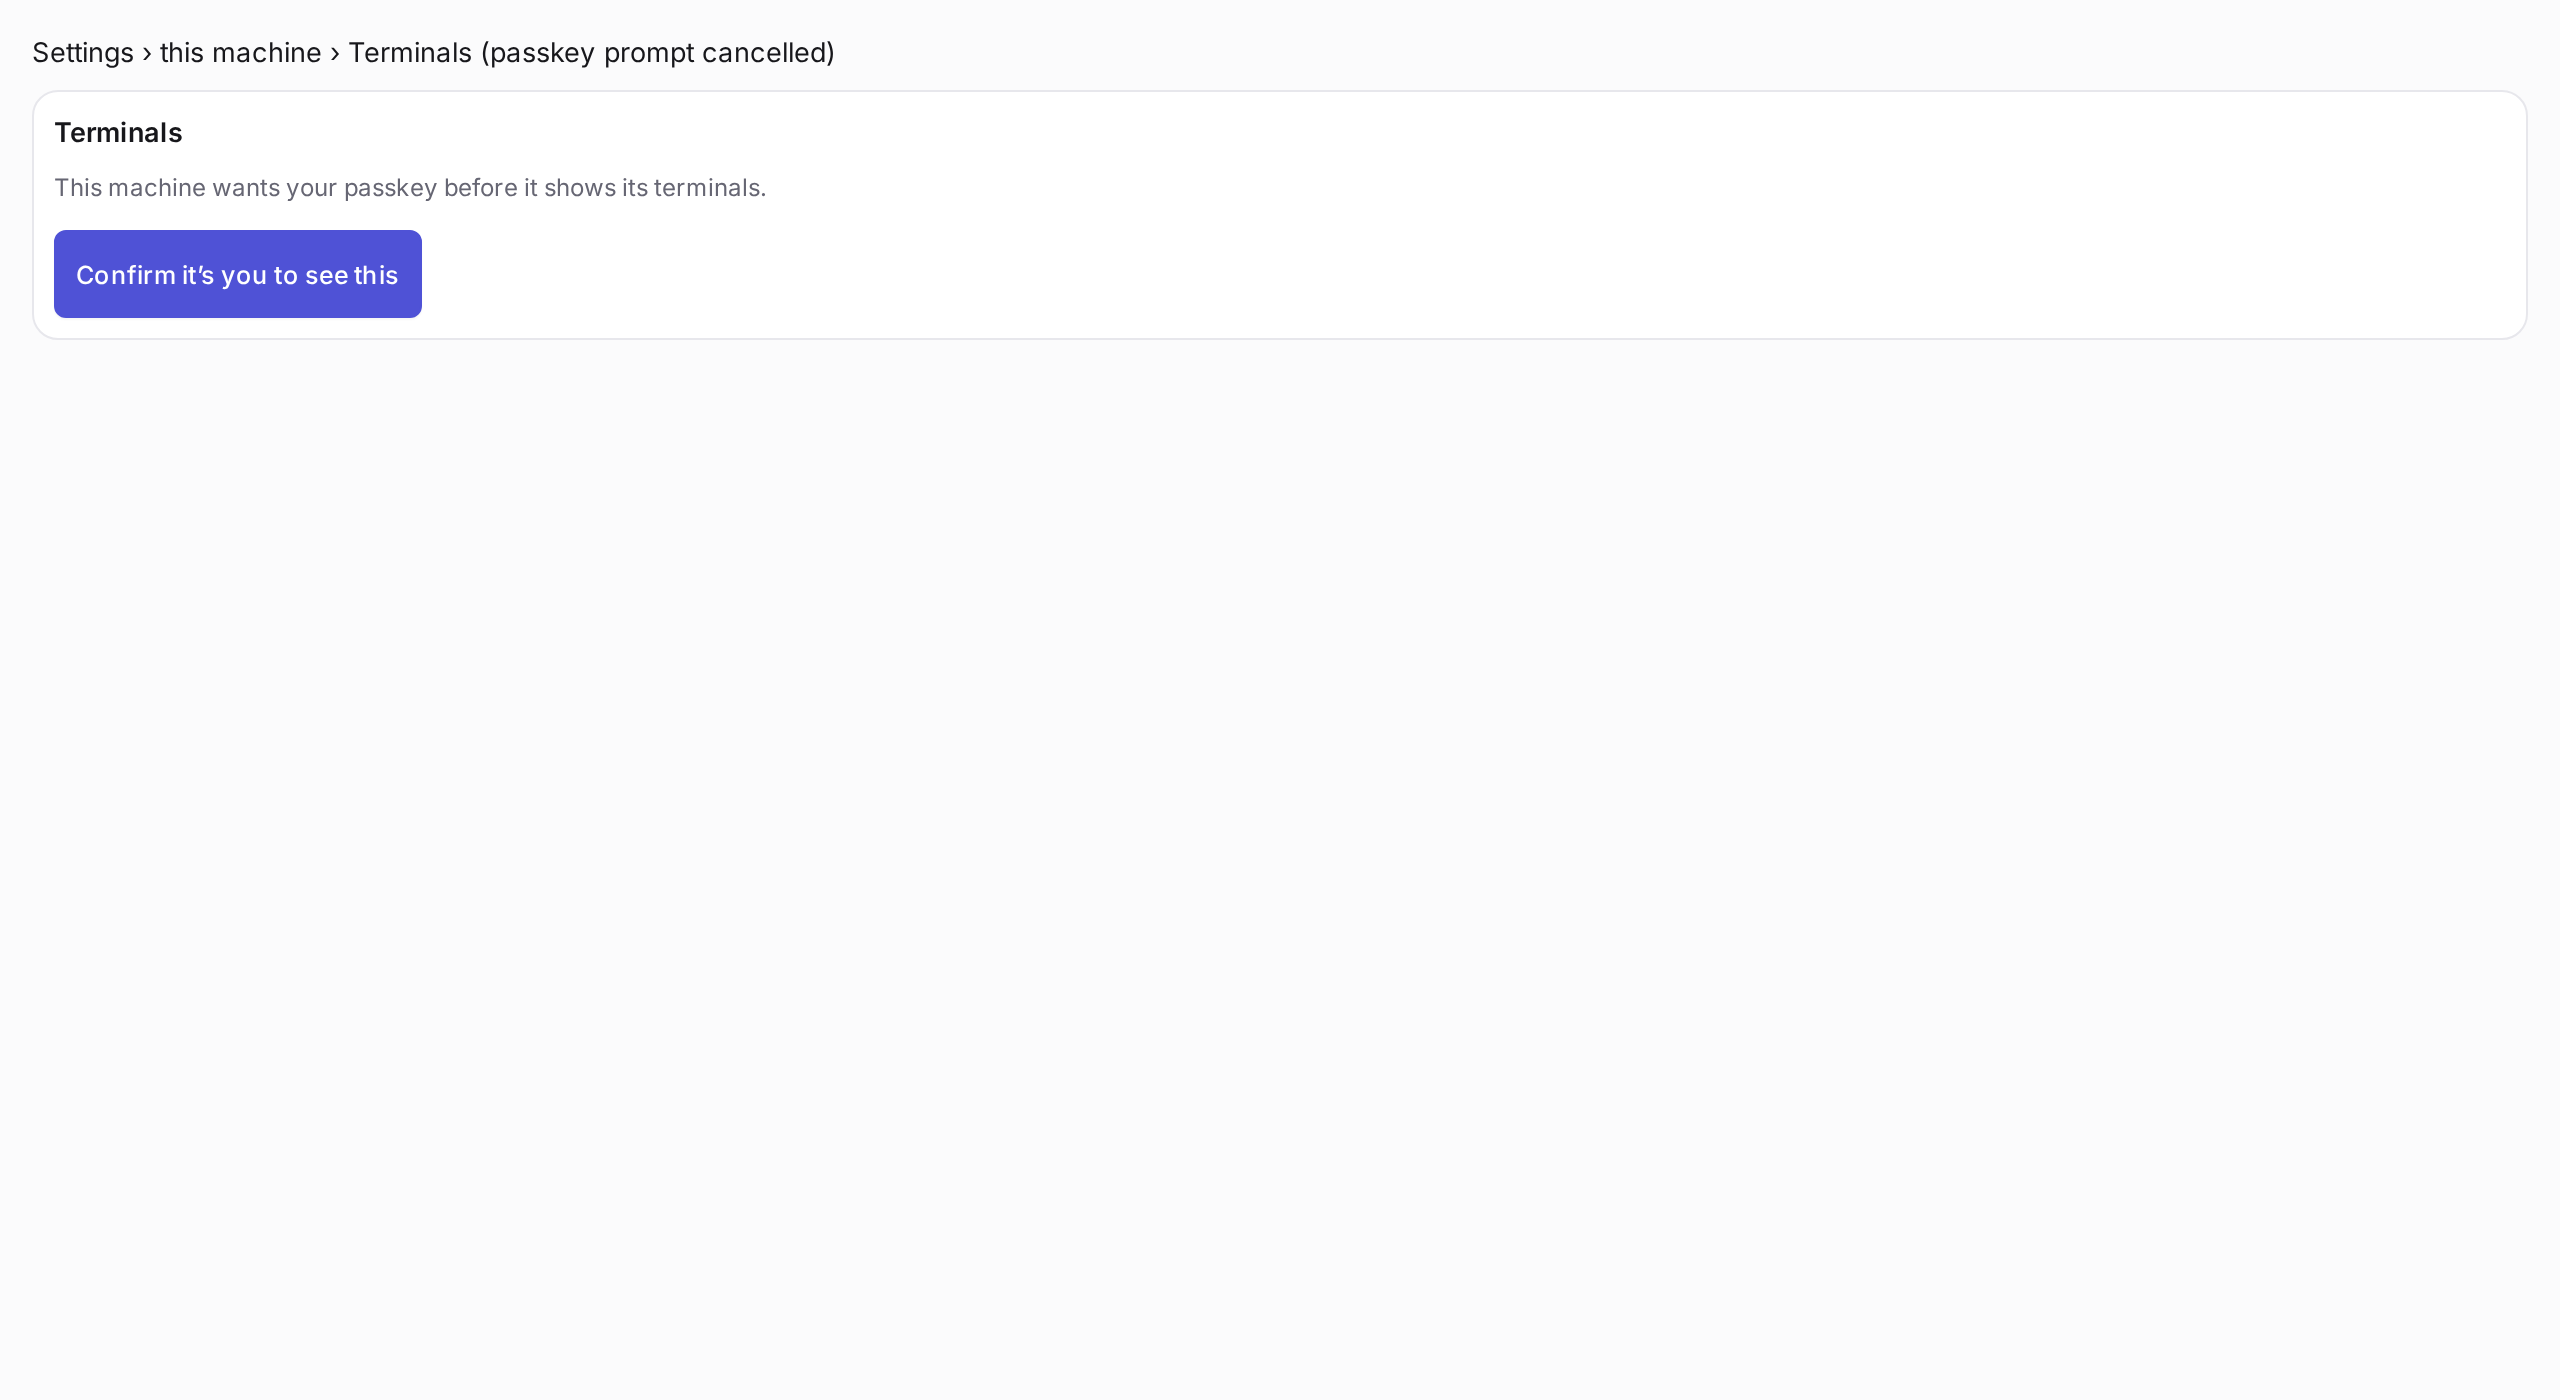 Settings › this machine › Terminals (passkey prompt cancelled)
Terminals
This machine wants your passkey before it shows its terminals.
Confirm it’s you to see this